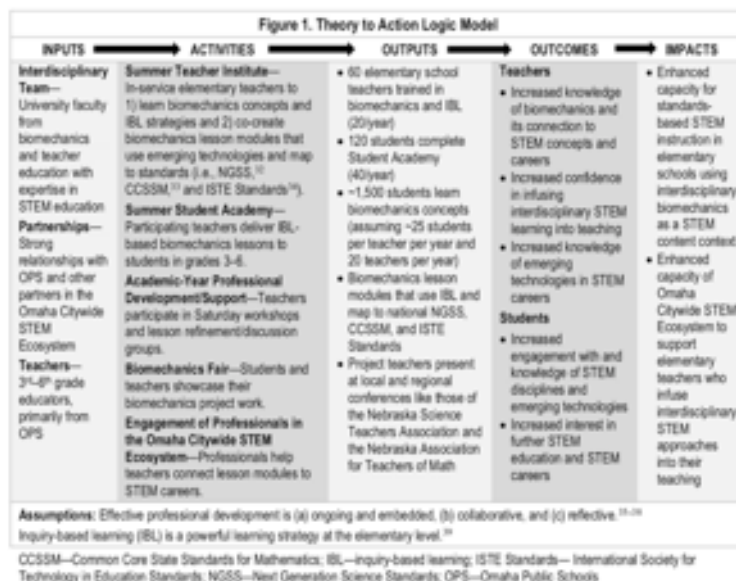 Figure 1. Theory to Action Logic Model
INPUTS
ACTIVITIES
OUTPUTS
OUTCOMES
IMPACTS
Interdisciplinary
Team—
University faculty
from
biomechanics
and teacher
education with
expertise in
STEM education
Partnerships—
Strong
relationships with
OPS and other
partners in the
Omaha Citywide
STEM
Ecosystem
Teachers—
3rd–6th grade
educators,
primarily from
OPS
Summer Teacher Institute—
In-service elementary teachers to
1) learn biomechanics concepts and
IBL strategies and 2) co-create
biomechanics lesson modules that
use emerging technologies and map
to standards (i.e., NGSS,
CCSSM, and ISTE Standards).
Summer Student Academy—
Participating teachers deliver IBL-
based biomechanics lessons to
students in grades 3–6.
Academic-Year Professional
Development/Support—Teachers
participate in Saturday workshops
and lesson refinement/discussion
groups.
Biomechanics Fair—Students and
teachers showcase their
biomechanics project work.
Engagement of Professionals in
the Omaha Citywide STEM
Ecosystem—Professionals help
teachers connect lesson modules to
STEM careers.
• 60 elementary school
teachers trained in
biomechanics and IBL
(20/year)
• 120 students complete
Student Academy
(40/year)
• ~1,500 students learn
biomechanics concepts
(assuming ~25 students
per teacher per year and
20 teachers per year)
• Biomechanics lesson
modules that use IBL and
map to national NGSS,
CCSSM, and ISTE
Standards
• Project teachers present
at local and regional
conferences like those of
the Nebraska Science
Teachers Association and
the Nebraska Association
for Teachers of Math
Teachers
• Increased knowledge
of biomechanics and
its connection to
STEM concepts and
careers
• Increased confidence
in infusing
interdisciplinary STEM
learning into teaching
• Increased knowledge
of emerging
technologies in STEM
careers
Students
• Increased
engagement with and
knowledge of STEM
disciplines and
emerging technologies
• Increased interest in
further STEM
education and STEM
careers
• Enhanced
capacity for
standards-
based STEM
instruction in
elementary
schools using
interdisciplinary
biomechanics
as a STEM
content context
• Enhanced
capacity of
Omaha
Citywide STEM
Ecosystem to
support
elementary
teachers who
infuse
interdisciplinary
STEM
approaches
into their
teaching
Assumptions: Effective professional development is (a) ongoing and embedded, (b) collaborative, and (c) reflective.
Inquiry-based learning (IBL) is a powerful learning strategy at the elementary level.
CCSSM—Common Core State Standards for Mathematics; IBL—inquiry-based learning; ISTE Standards— International Society for
Technology in Education Standards; NGSS—Next Generation Science Standards; OPS—Omaha Public Schools